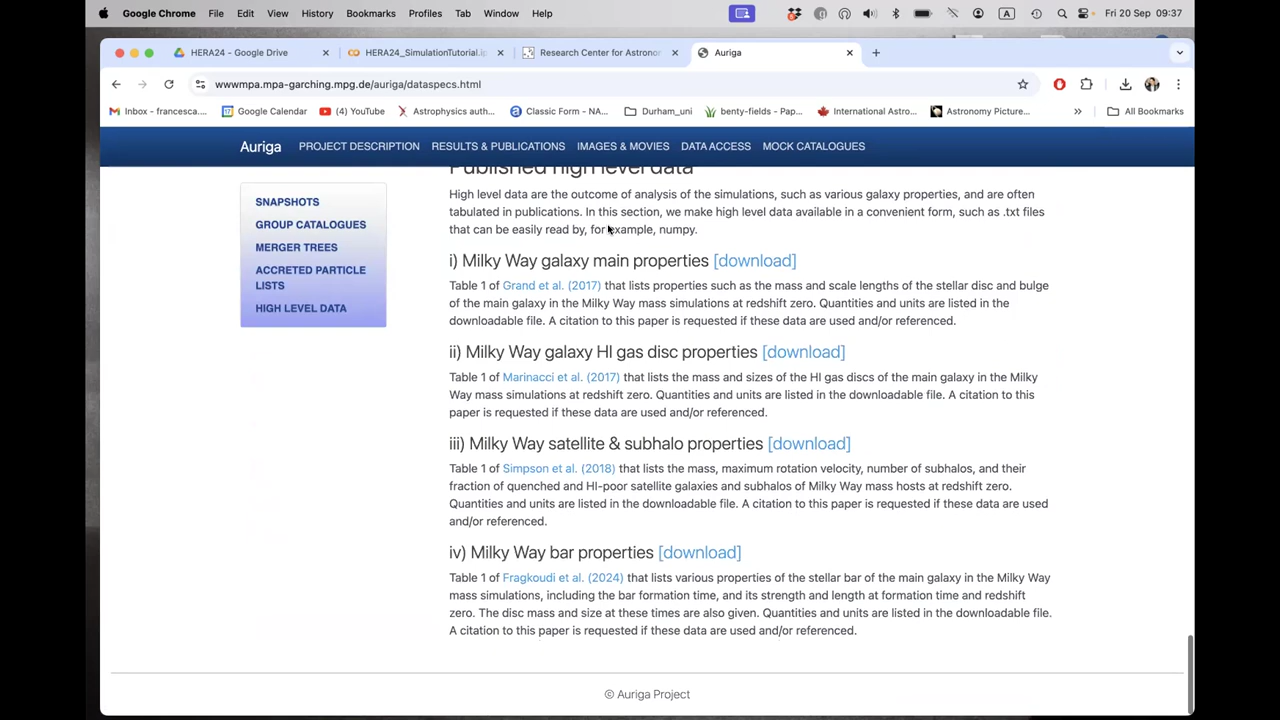 Google Chrome File Edit View History Bookmarks Profiles Tab Window Help A Fri 20 Sep 09:37
HERA24 - Google Drive HERA24_SimulationTutorial.i Research Center for Astronom Auriga
wwwmpa.mpa-garching.mpg.de/auriga/dataspecs.html
Inbox - francesca.c... Google Calendar (4) YouTube Astrophysics auth... Classic Form - NA... Durham_uni benty-fields - Pap... International Astro... Astronomy Picture... » All Bookmarks
Auriga PROJECT DESCRIPTION RESULTS & PUBLICATIONS IMAGES & MOVIES DATA ACCESS MOCK CATALOGUES
SNAPSHOTS
GROUP CATALOGUES
MERGER TREES
ACCRETED PARTICLE
LISTS
HIGH LEVEL DATA
Published high level data
High level data are the outcome of analysis of the simulations, such as various galaxy properties, and are often
tabulated in publications. In this section, we make high level data available in a convenient form, such as .txt files
that can be easily read by, for example, numpy.
i) Milky Way galaxy main properties [download]
Table 1 of Grand et al. (2017) that lists properties such as the mass and scale lengths of the stellar disc and bulge
of the main galaxy in the Milky Way mass simulations at redshift zero. Quantities and units are listed in the
downloadable file. A citation to this paper is requested if these data are used and/or referenced.
ii) Milky Way galaxy HI gas disc properties [download]
Table 1 of Marinacci et al. (2017) that lists the mass and sizes of the HI gas discs of the main galaxy in the Milky
Way mass simulations at redshift zero. Quantities and units are listed in the downloadable file. A citation to this
paper is requested if these data are used and/or referenced.
iii) Milky Way satellite & subhalo properties [download]
Table 1 of Simpson et al. (2018) that lists the mass, maximum rotation velocity, number of subhalos, and their
fraction of quenched and HI-poor satellite galaxies and subhalos of Milky Way mass hosts at redshift zero.
Quantities and units are listed in the downloadable file. A citation to this paper is requested if these data are used
and/or referenced.
iv) Milky Way bar properties [download]
Table 1 of Fragkoudi et al. (2024) that lists various properties of the stellar bar of the main galaxy in the Milky Way
mass simulations, including the bar formation time, and its strength and length at formation time and redshift
zero. The disc mass and size at these times are also given. Quantities and units are listed in the downloadable file.
A citation to this paper is requested if these data are used and/or referenced.
© Auriga Project